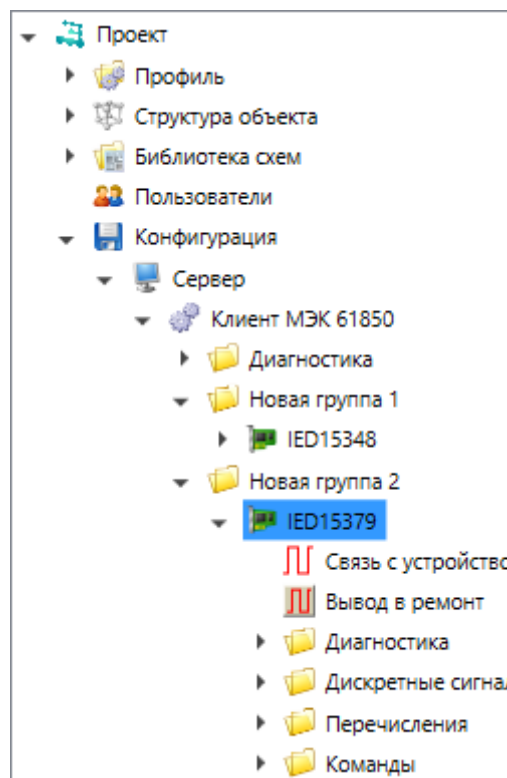 Проект
Профиль
Структура объекта
Библиотека схем
Пользователи
Конфигурация
Сервер
Клиент МЭК 61850
Диагностика
Новая группа 1
IED15348
Новая группа 2
IED15379
Связь с устройство
Вывод в ремонт
Диагностика
Дискретные сигнал
Перечисления
Команды